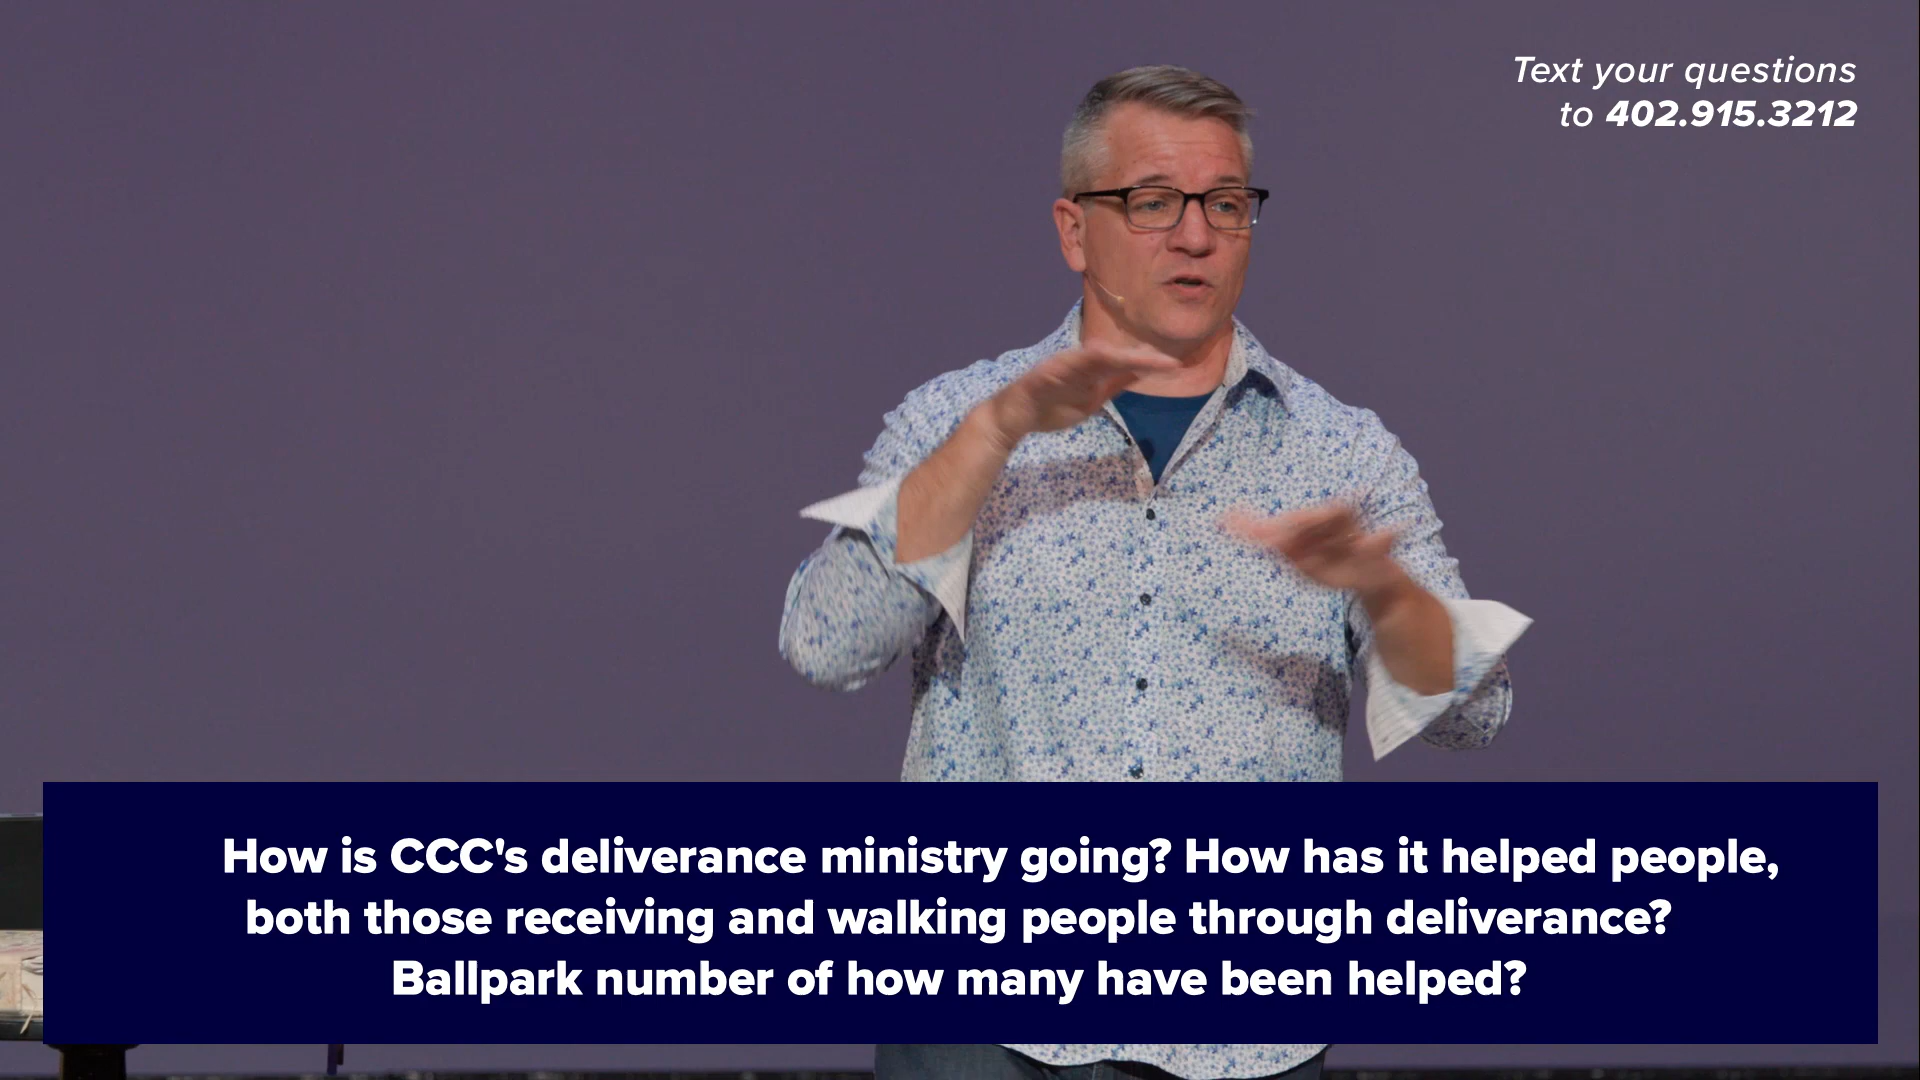 Text your questions
to 402.915.3212
How is CCC's deliverance ministry going? How has it helped people,
both those receiving and walking people through deliverance?
Ballpark number of how many have been helped?